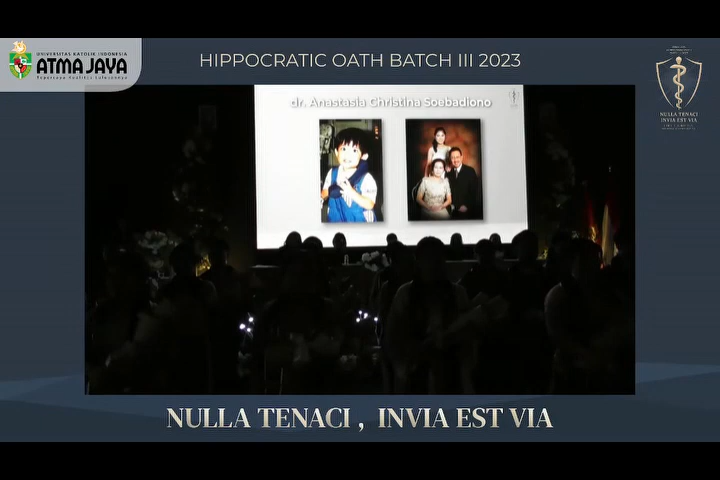 UNIVERSITAS KATOLIK INDONESIA
ATMA JAYA
HIPPOCRATIC OATH BATCH III 2023
NULLA TENACI
INVIA EST VIA
dr. Anastasia Christina Soebadiono
NULLA TENACI , INVIA EST VIA